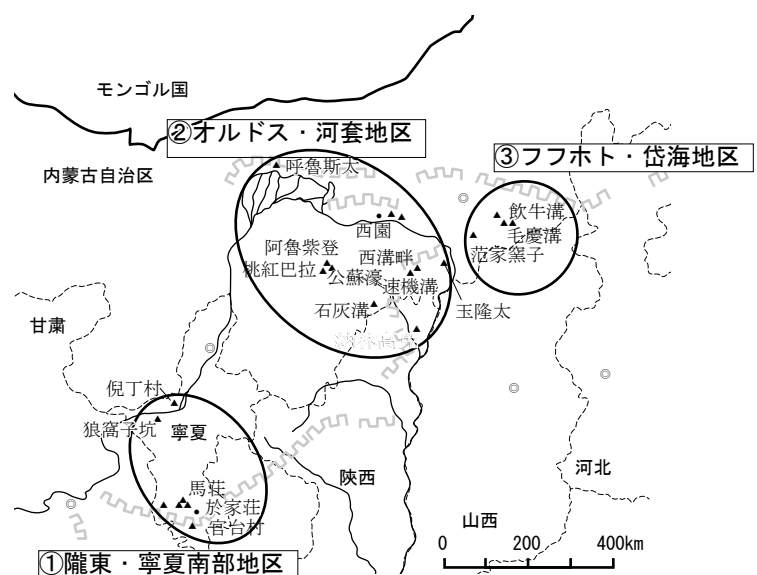 モンゴル国
②オルドス・河套地区
③フフホト・岱海地区
内蒙古自治区
呼魯斯太
飲牛溝
毛慶溝
范家窯子
西園
阿魯紫登
西溝畔
桃紅巴拉
公蘇濠
速機溝
石灰溝
玉隆太
甘粛
倪丁村
狼窩子坑
寧夏
陝西
河北
馬荘
於家荘
官台村
山西
0 200 400km
①隴東・寧夏南部地区